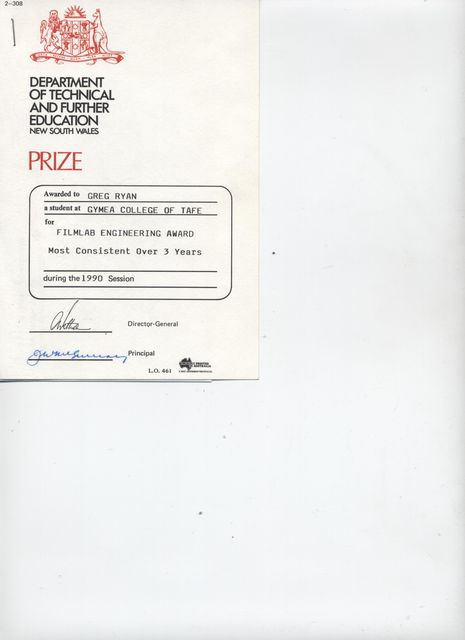 2-308
DEPARTMENT
OF TECHNICAL
AND FURTHER
EDUCATION
NEW SOUTH WALES
PRIZE
Awarded to GREG RYAN
a student at GYMEA COLLEGE OF TAFE
for
FILMLAB ENGINEERING AWARD
Most Consistent Over 3 Years
during the 1990 Session
Director-General
Principal
L.O. 461